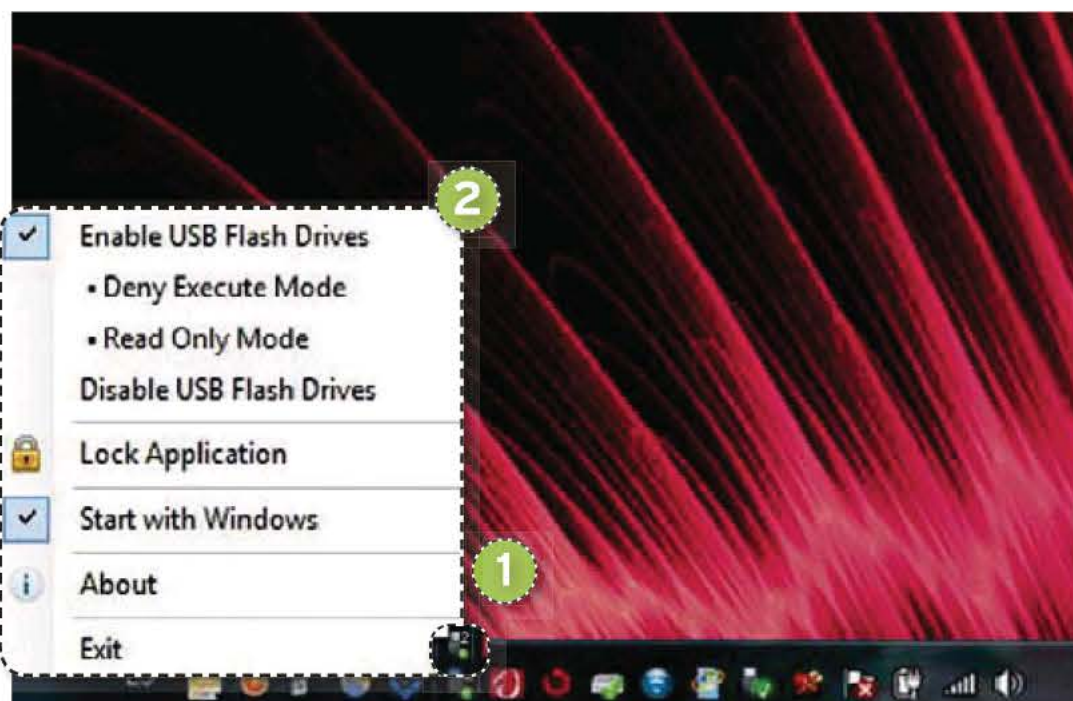 2
Enable USB Flash Drives
• Deny Execute Mode
• Read Only Mode
Disable USB Flash Drives
Lock Application
Start with Windows
1
About
Exit